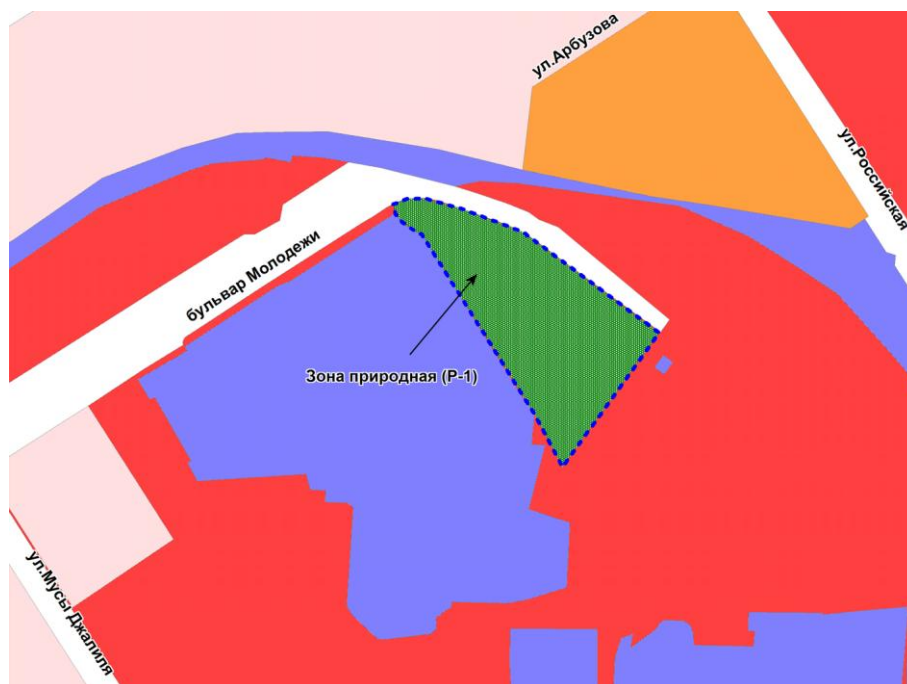 ул.Арбузова
ул.Российская
бульвар Молодежи
Зона природная (Р-1)
ул.Мусы Джалиля